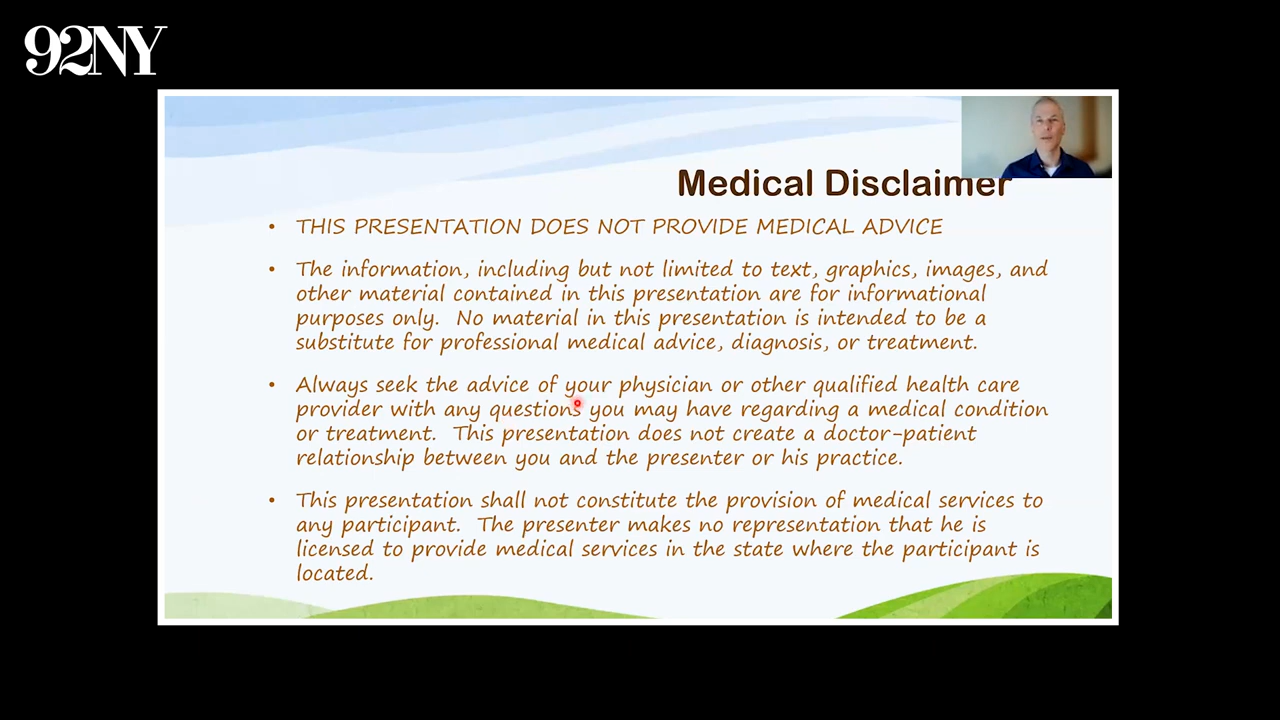 92NY
Medical Disclaimer
• THIS PRESENTATION DOES NOT PROVIDE MEDICAL ADVICE
• The information, including but not limited to text, graphics, images, and
other material contained in this presentation are for informational
purposes only. No material in this presentation is intended to be a
substitute for professional medical advice, diagnosis, or treatment.
• Always seek the advice of your physician or other qualified health care
provider with any questions you may have regarding a medical condition
or treatment. This presentation does not create a doctor-patient
relationship between you and the presenter or his practice.
• This presentation shall not constitute the provision of medical services to
any participant. The presenter makes no representation that he is
licensed to provide medical services in the state where the participant is
located.